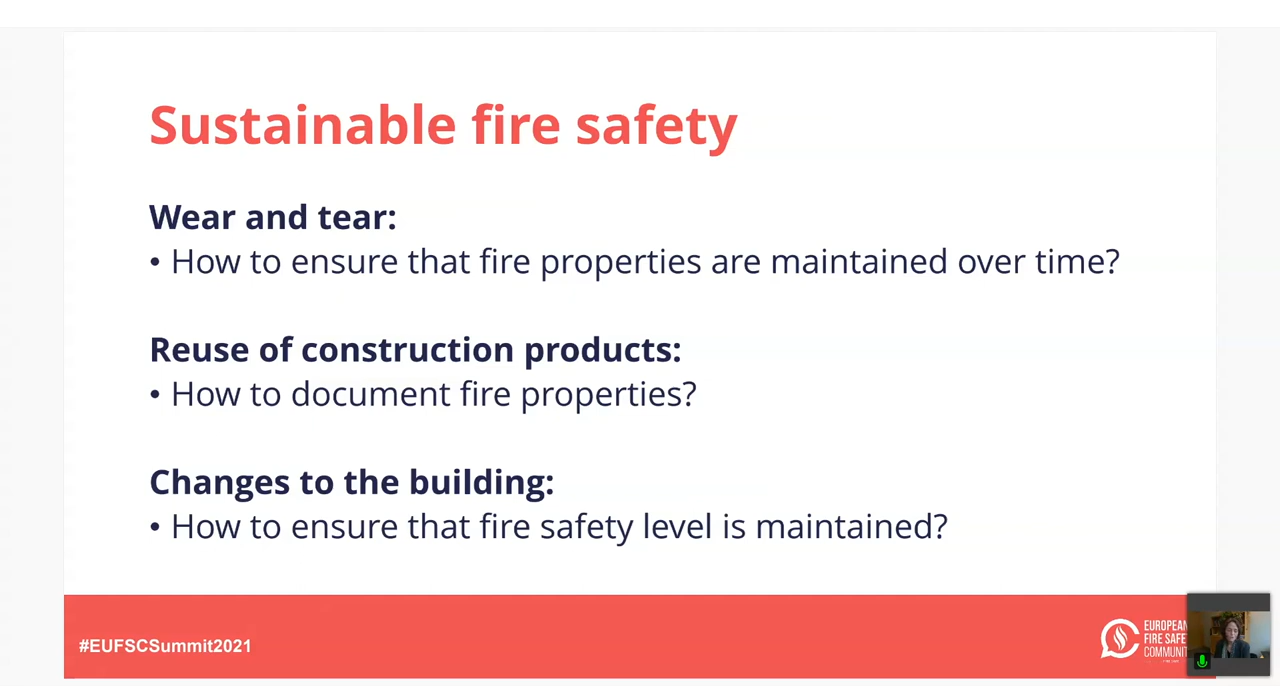 Sustainable fire safety
Wear and tear:
• How to ensure that fire properties are maintained over time?
Reuse of construction products:
• How to document fire properties?
Changes to the building:
• How to ensure that fire safety level is maintained?
#EUFSCSummit2021
EUROPEAN
FIRE SAFE
COMMUNI